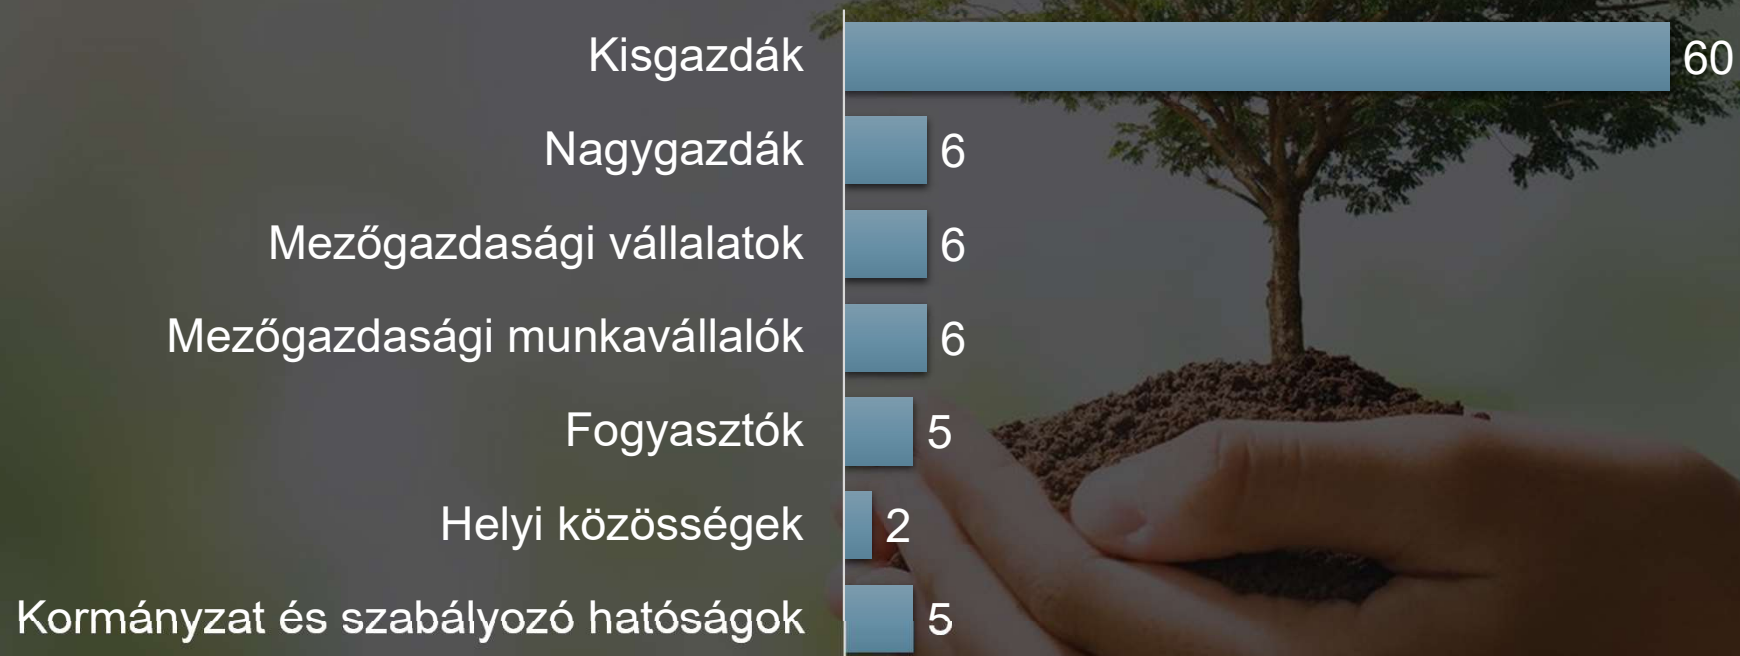 Kisgazdák 60
Nagygazdák 6
Mezőgazdasági vállalatok 6
Mezőgazdasági munkavállalók 6
Fogyasztók 5
Helyi közösségek 2
Kormányzat és szabályozó hatóságok 5